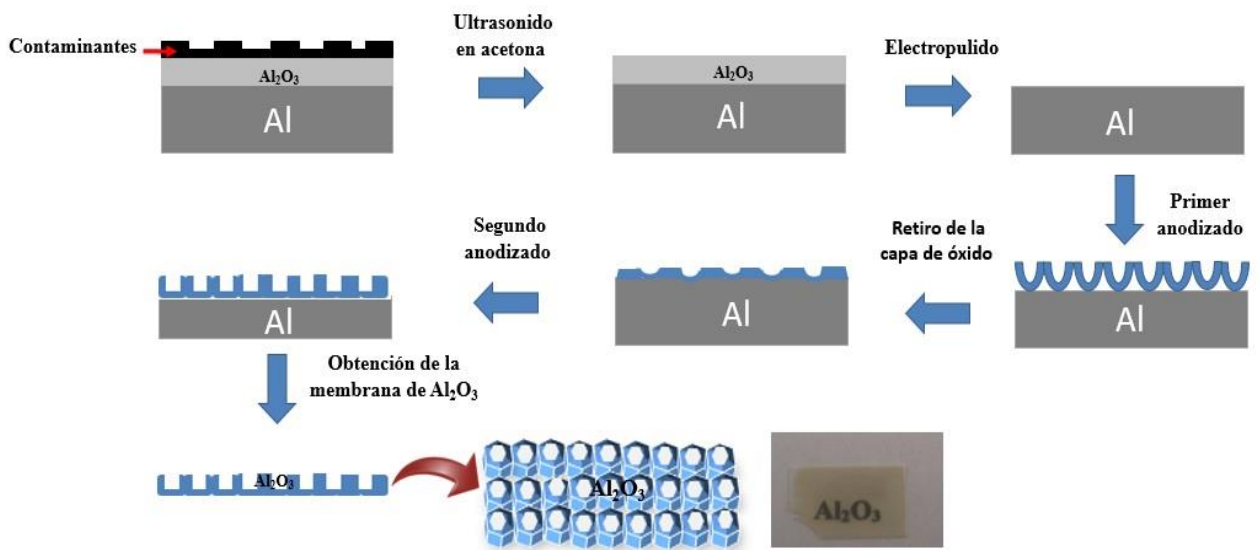 Contaminantes
Al₂O₃
Al
Ultrasonido
en acetona
Al₂O₃
Al
Electropulido
Al
Primer
anodizado
Al
Retiro de la
capa de óxido
Al
Segundo
anodizado
Al
Obtención de la
membrana de Al₂O₃
Al₂O₃
Al₂O₃
Al₂O₃